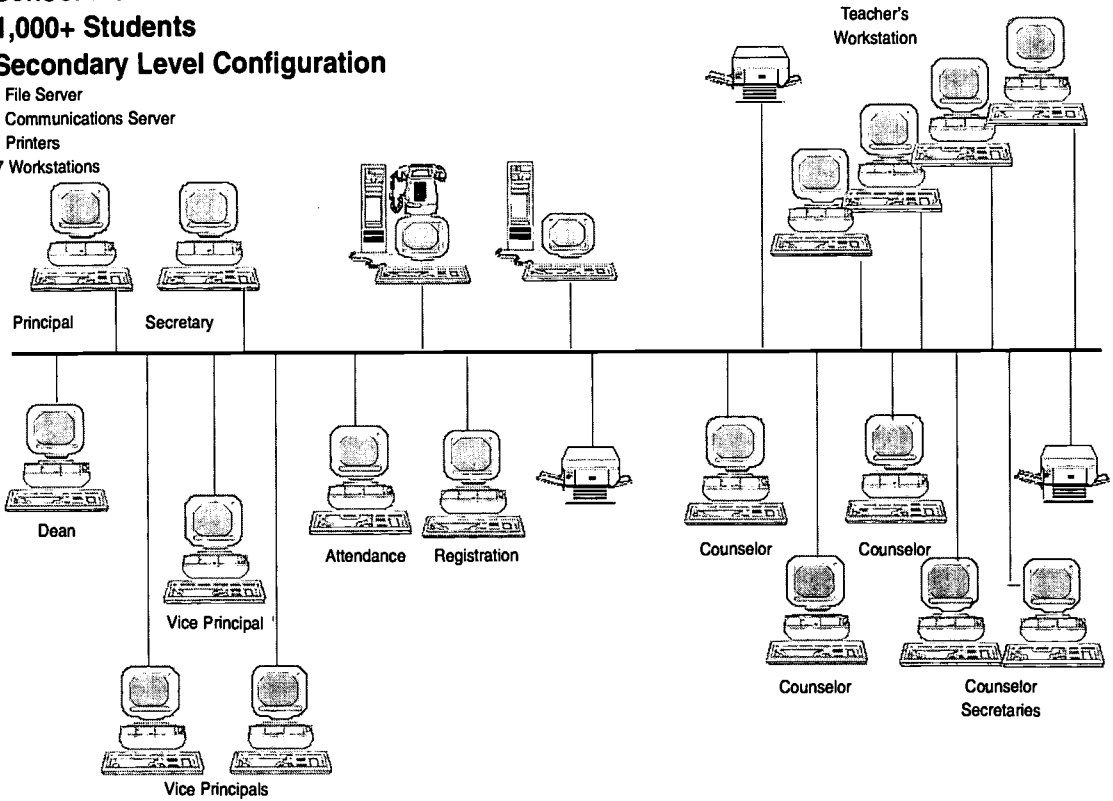 1,000+ Students
Secondary Level Configuration
File Server
Communications Server
Printers
Workstations
Teacher's
Workstation
Principal
Secretary
Dean
Attendance
Registration
Counselor
Counselor
Vice Principal
Counselor
Counselor
Secretaries
Vice Principals